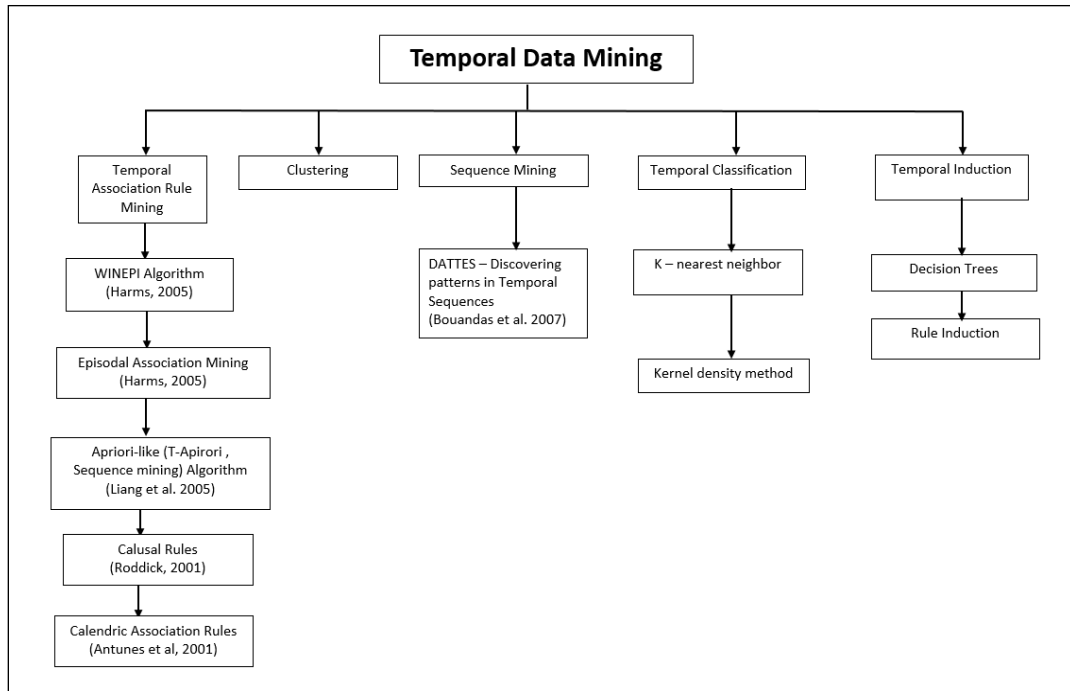 Temporal Data Mining
Temporal
Association Rule
Mining
Clustering
Sequence Mining
Temporal Classification
Temporal Induction
WINEPI Algorithm
(Harms, 2005)
DATTES – Discovering
patterns in Temporal
Sequences
(Bouandas et al. 2007)
K – nearest neighbor
Decision Trees
Rule Induction
Episodal Association Mining
(Harms, 2005)
Kernel density method
Apriori-like (T-Apirori ,
Sequence mining) Algorithm
(Liang et al. 2005)
Calusal Rules
(Roddick, 2001)
Calendric Association Rules
(Antunes et al, 2001)